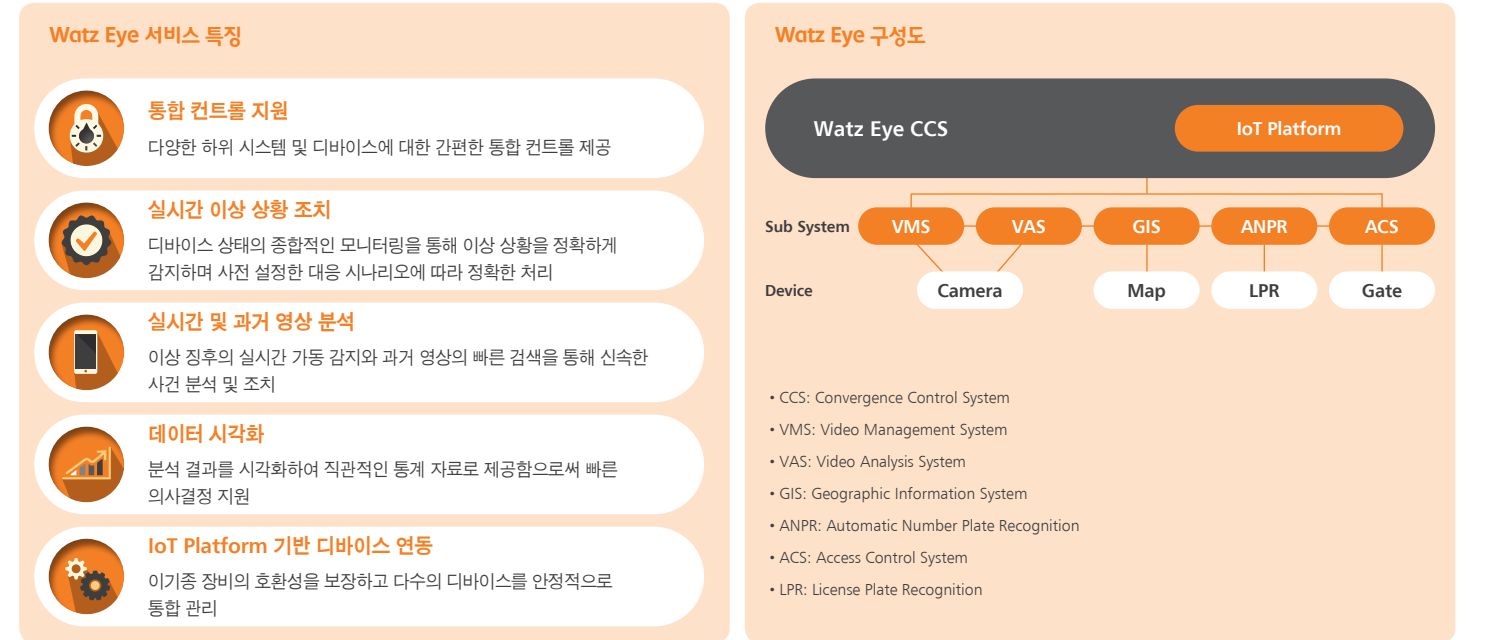 Watz Eye 서비스 특징
통합 컨트롤 지원
다양한 하위 시스템 및 디바이스에 대한 간편한 통합 컨트롤 제공
실시간 이상 상황 조치
디바이스 상태의 종합적인 모니터링을 통해 이상 상황을 정확하게
감지하며 사전 설정한 대응 시나리오에 따라 정확한 처리
실시간 및 과거 영상 분석
이상 징후의 실시간 가동 감지와 과거 영상의 빠른 검색을 통해 신속한
사건 분석 및 조치
데이터 시각화
분석 결과를 시각화하여 직관적인 통계 자료로 제공함으로써 빠른
의사결정 지원
IoT Platform 기반 디바이스 연동
이기종 장비의 호환성을 보장하고 다수의 디바이스를 안정적으로
통합 관리
Watz Eye 구성도
Watz Eye CCS IoT Platform
Sub System VMS VAS GIS ANPR ACS
Device Camera Map LPR Gate
• CCS: Convergence Control System
• VMS: Video Management System
• VAS: Video Analysis System
• GIS: Geographic Information System
• ANPR: Automatic Number Plate Recognition
• ACS: Access Control System
• LPR: License Plate Recognition